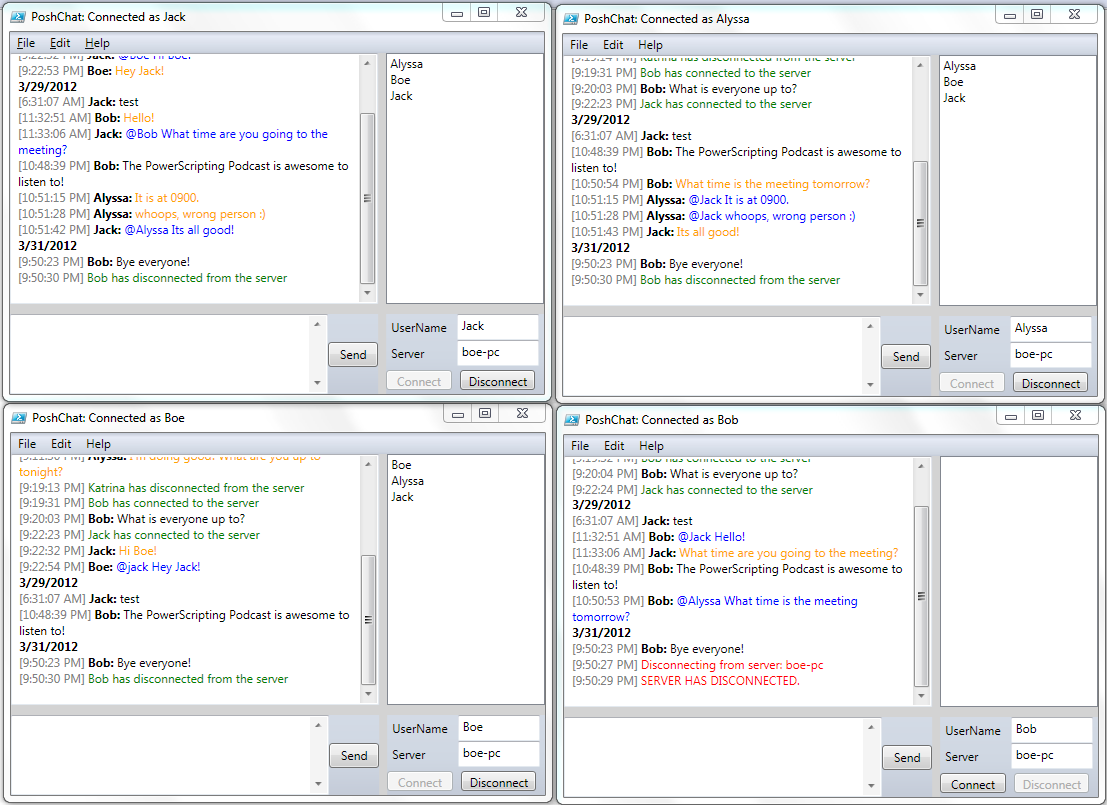 PoshChat: Connected as Jack
File Edit Help
[9:22:32 PM] Jack: @Boe Hi Boe!
[9:22:53 PM] Boe: Hey Jack!
3/29/2012
[6:31:07 AM] Jack: test
[11:32:51 AM] Bob: Hello!
[11:33:06 AM] Jack: @Bob What time are you going to the
meeting?
[10:48:39 PM] Bob: The PowerScripting Podcast is awesome to
listen to!
[10:51:15 PM] Alyssa: It is at 0900.
[10:51:28 PM] Alyssa: whoops, wrong person :)
[10:51:42 PM] Jack: @Alyssa Its all good!
3/31/2012
[9:50:23 PM] Bob: Bye everyone!
[9:50:30 PM] Bob has disconnected from the server
Alyssa
Boe
Jack
Send
UserName Jack
Server boe-pc
Connect Disconnect
PoshChat: Connected as Alyssa
File Edit Help
[9:19:14 PM] Katrina has disconnected from the server
[9:19:31 PM] Bob has connected to the server
[9:20:03 PM] Bob: What is everyone up to?
[9:22:23 PM] Jack has connected to the server
3/29/2012
[6:31:07 AM] Jack: test
[10:48:39 PM] Bob: The PowerScripting Podcast is awesome to
listen to!
[10:50:54 PM] Bob: What time is the meeting tomorrow?
[10:51:15 PM] Alyssa: @Jack It is at 0900.
[10:51:28 PM] Alyssa: @Jack whoops, wrong person :)
[10:51:43 PM] Jack: Its all good!
3/31/2012
[9:50:23 PM] Bob: Bye everyone!
[9:50:30 PM] Bob has disconnected from the server
Alyssa
Boe
Jack
Send
UserName Alyssa
Server boe-pc
Connect Disconnect
PoshChat: Connected as Boe
File Edit Help
Alyssa: I'm doing good. What are you up to
tonight?
[9:19:13 PM] Katrina has disconnected from the server
[9:19:31 PM] Bob has connected to the server
[9:20:03 PM] Bob: What is everyone up to?
[9:22:23 PM] Jack has connected to the server
[9:22:32 PM] Jack: Hi Boe!
[9:22:54 PM] Boe: @jack Hey Jack!
3/29/2012
[6:31:07 AM] Jack: test
[10:48:39 PM] Bob: The PowerScripting Podcast is awesome to
listen to!
3/31/2012
[9:50:23 PM] Bob: Bye everyone!
[9:50:30 PM] Bob has disconnected from the server
Boe
Alyssa
Jack
Send
UserName Boe
Server boe-pc
Connect Disconnect
PoshChat: Connected as Bob
File Edit Help
[9:19:32 PM] Bob has connected to the server
[9:20:04 PM] Bob: What is everyone up to?
[9:22:24 PM] Jack has connected to the server
3/29/2012
[6:31:07 AM] Jack: test
[11:32:51 AM] Bob: @Jack Hello!
[11:33:06 AM] Jack: What time are you going to the meeting?
[10:48:39 PM] Bob: The PowerScripting Podcast is awesome to
listen to!
[10:50:53 PM] Bob: @Alyssa What time is the meeting
tomorrow?
3/31/2012
[9:50:23 PM] Bob: Bye everyone!
[9:50:27 PM] Disconnecting from server: boe-pc
[9:50:29 PM] SERVER HAS DISCONNECTED.
Send
UserName Bob
Server boe-pc
Connect Disconnect